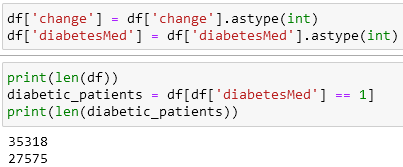 df['change'] = df['change'].astype(int)
df['diabetesMed'] = df['diabetesMed'].astype(int)
print(len(df))
diabetic_patients = df[df['diabetesMed'] == 1]
print(len(diabetic_patients))
35318
27575